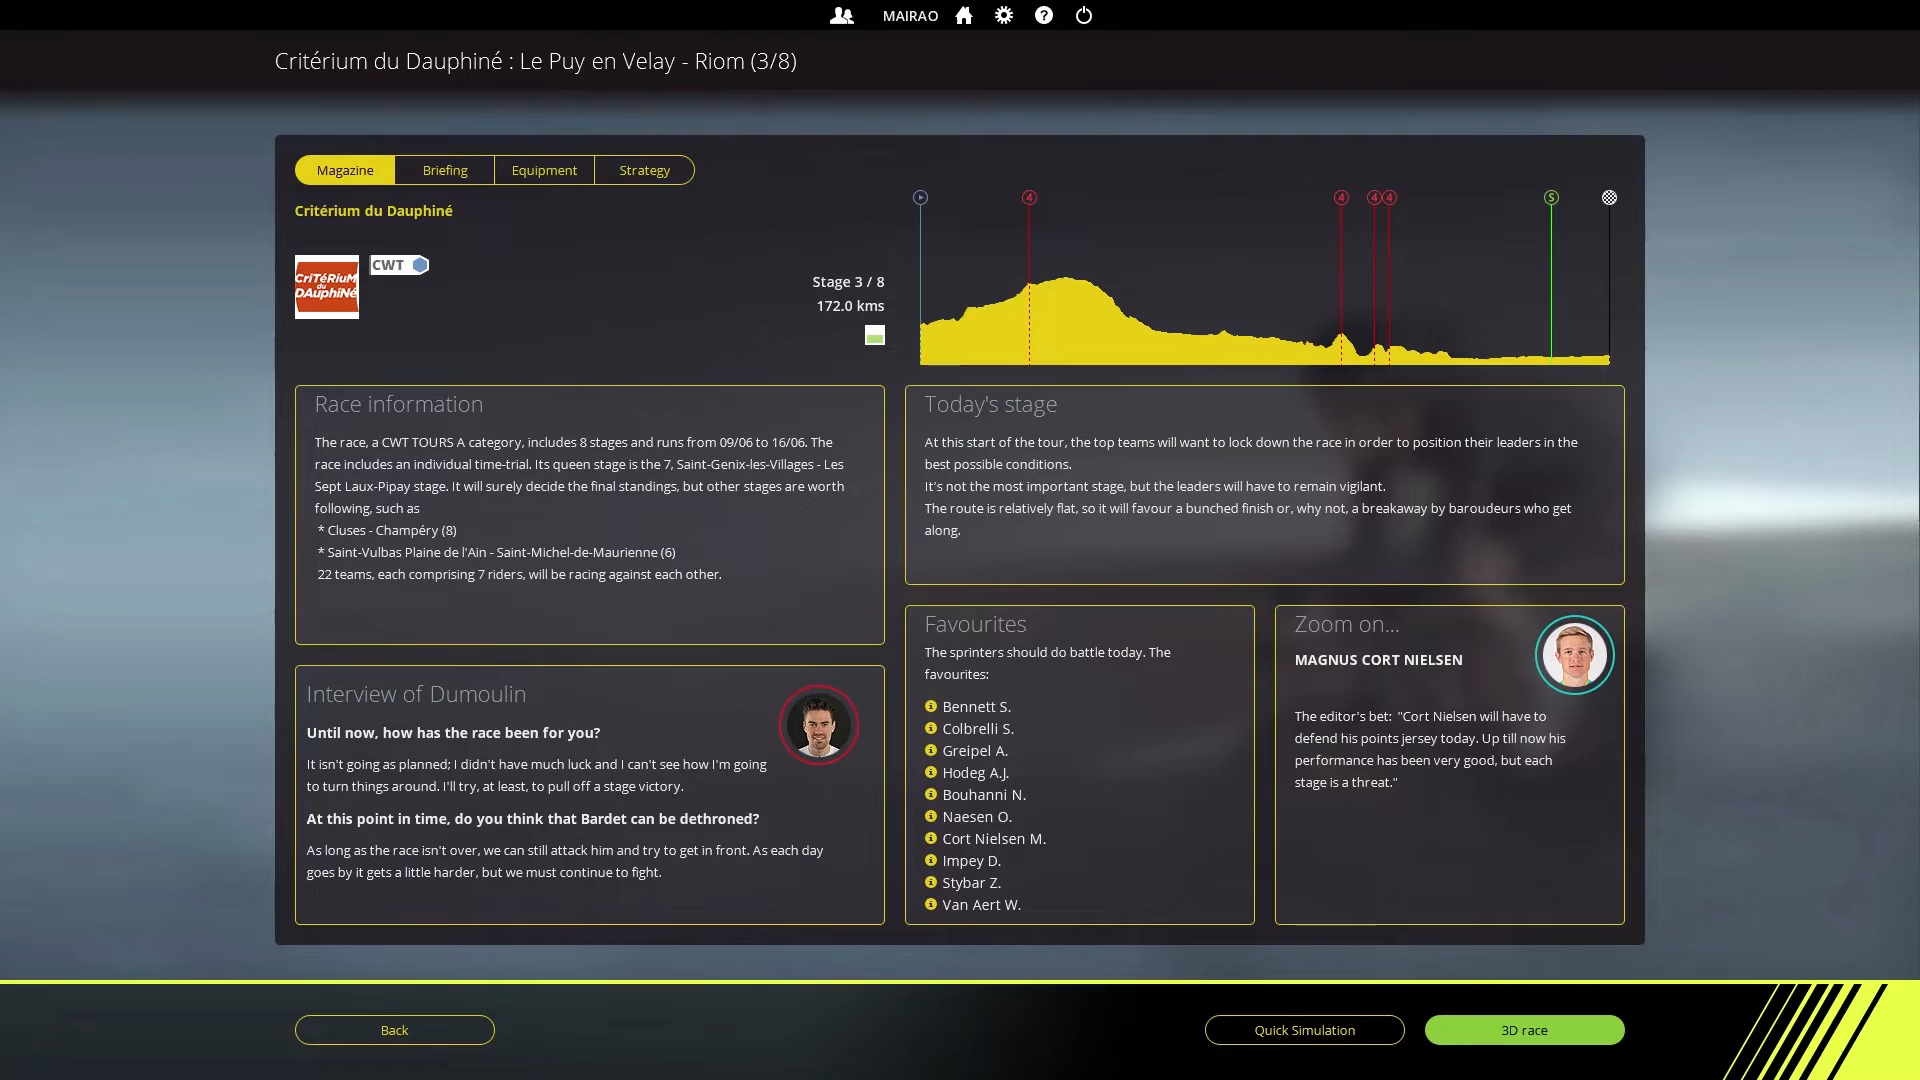 MAIRAO
Critérium du Dauphiné : Le Puy en Velay - Riom (3/8)
Magazine
Briefing
Equipment
Strategy
Critérium du Dauphiné
CriTéRiuM
du
DAuphiNé
CWT
Stage 3 / 8
172.0 kms
4
4
4
4
S
Race information
The race, a CWT TOURS A category, includes 8 stages and runs from 09/06 to 16/06. The
race includes an individual time-trial. Its queen stage is the 7, Saint-Genix-les-Villages - Les
Sept Laux-Pipay stage. It will surely decide the final standings, but other stages are worth
following, such as
* Cluses - Champéry (8)
* Saint-Vulbas Plaine de l'Ain - Saint-Michel-de-Maurienne (6)
22 teams, each comprising 7 riders, will be racing against each other.
Today's stage
At this start of the tour, the top teams will want to lock down the race in order to position their leaders in the
best possible conditions.
It's not the most important stage, but the leaders will have to remain vigilant.
The route is relatively flat, so it will favour a bunched finish or, why not, a breakaway by baroudeurs who get
along.
Interview of Dumoulin
Until now, how has the race been for you?
It isn't going as planned; I didn't have much luck and I can't see how I'm going
to turn things around. I'll try, at least, to pull off a stage victory.
At this point in time, do you think that Bardet can be dethroned?
As long as the race isn't over, we can still attack him and try to get in front. As each day
goes by it gets a little harder, but we must continue to fight.
Favourites
The sprinters should do battle today. The
favourites:
Bennett S.
Colbrelli S.
Greipel A.
Hodeg A.J.
Bouhanni N.
Naesen O.
Cort Nielsen M.
Impey D.
Stybar Z.
Van Aert W.
Zoom on...
MAGNUS CORT NIELSEN
The editor's bet: "Cort Nielsen will have to
defend his points jersey today. Up till now his
performance has been very good, but each
stage is a threat."
Back
Quick Simulation
3D race